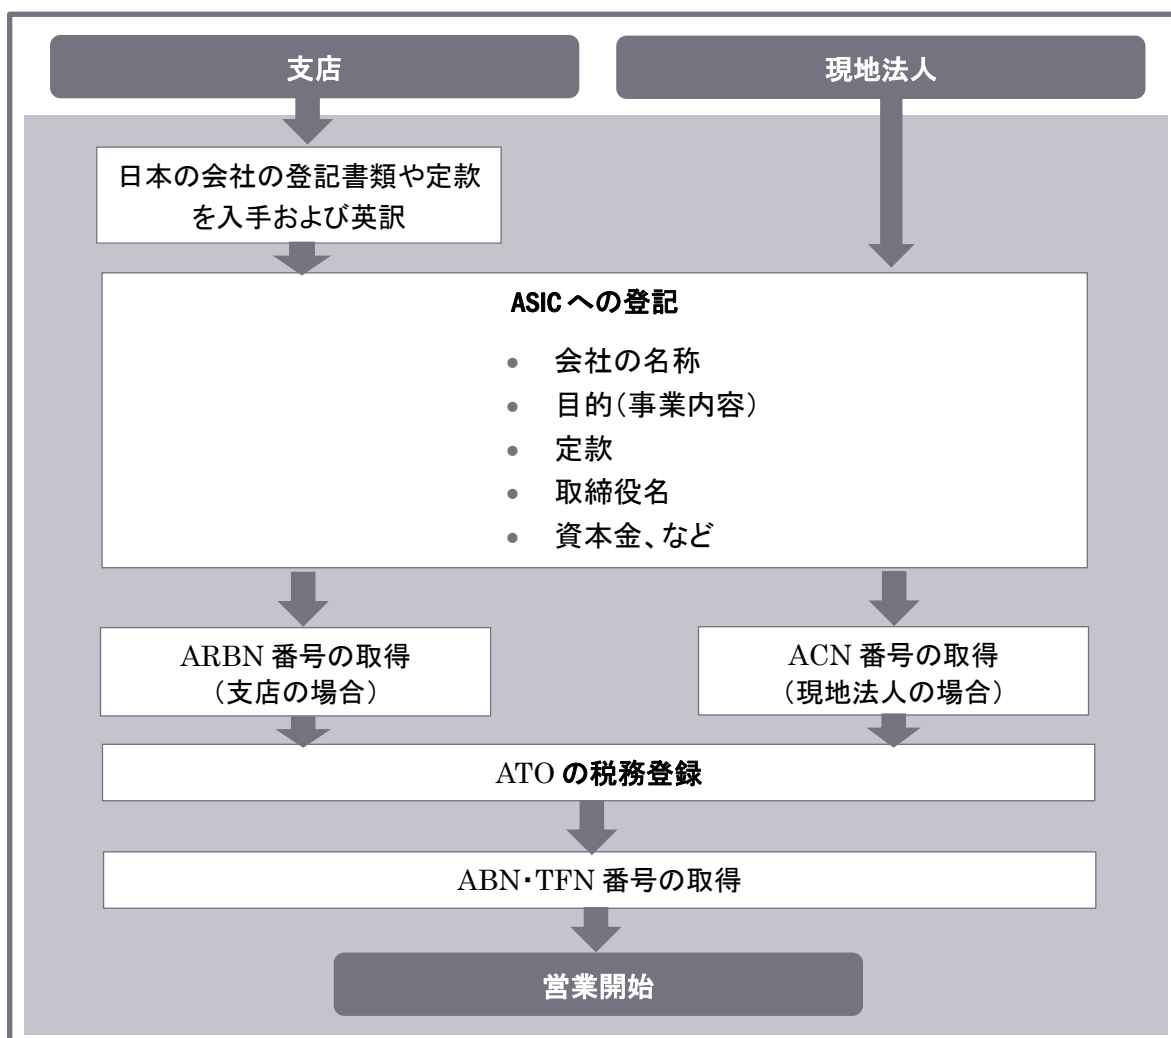 支店
現地法人
日本の会社の登記書類や定款
を入手および英訳
ASIC への登記
• 会社の名称
• 目的(事業内容)
• 定款
• 取締役名
• 資本金、など
ARBN 番号の取得
(支店の場合)
ACN 番号の取得
(現地法人の場合)
ATO の税務登録
ABN・TFN 番号の取得
営業開始